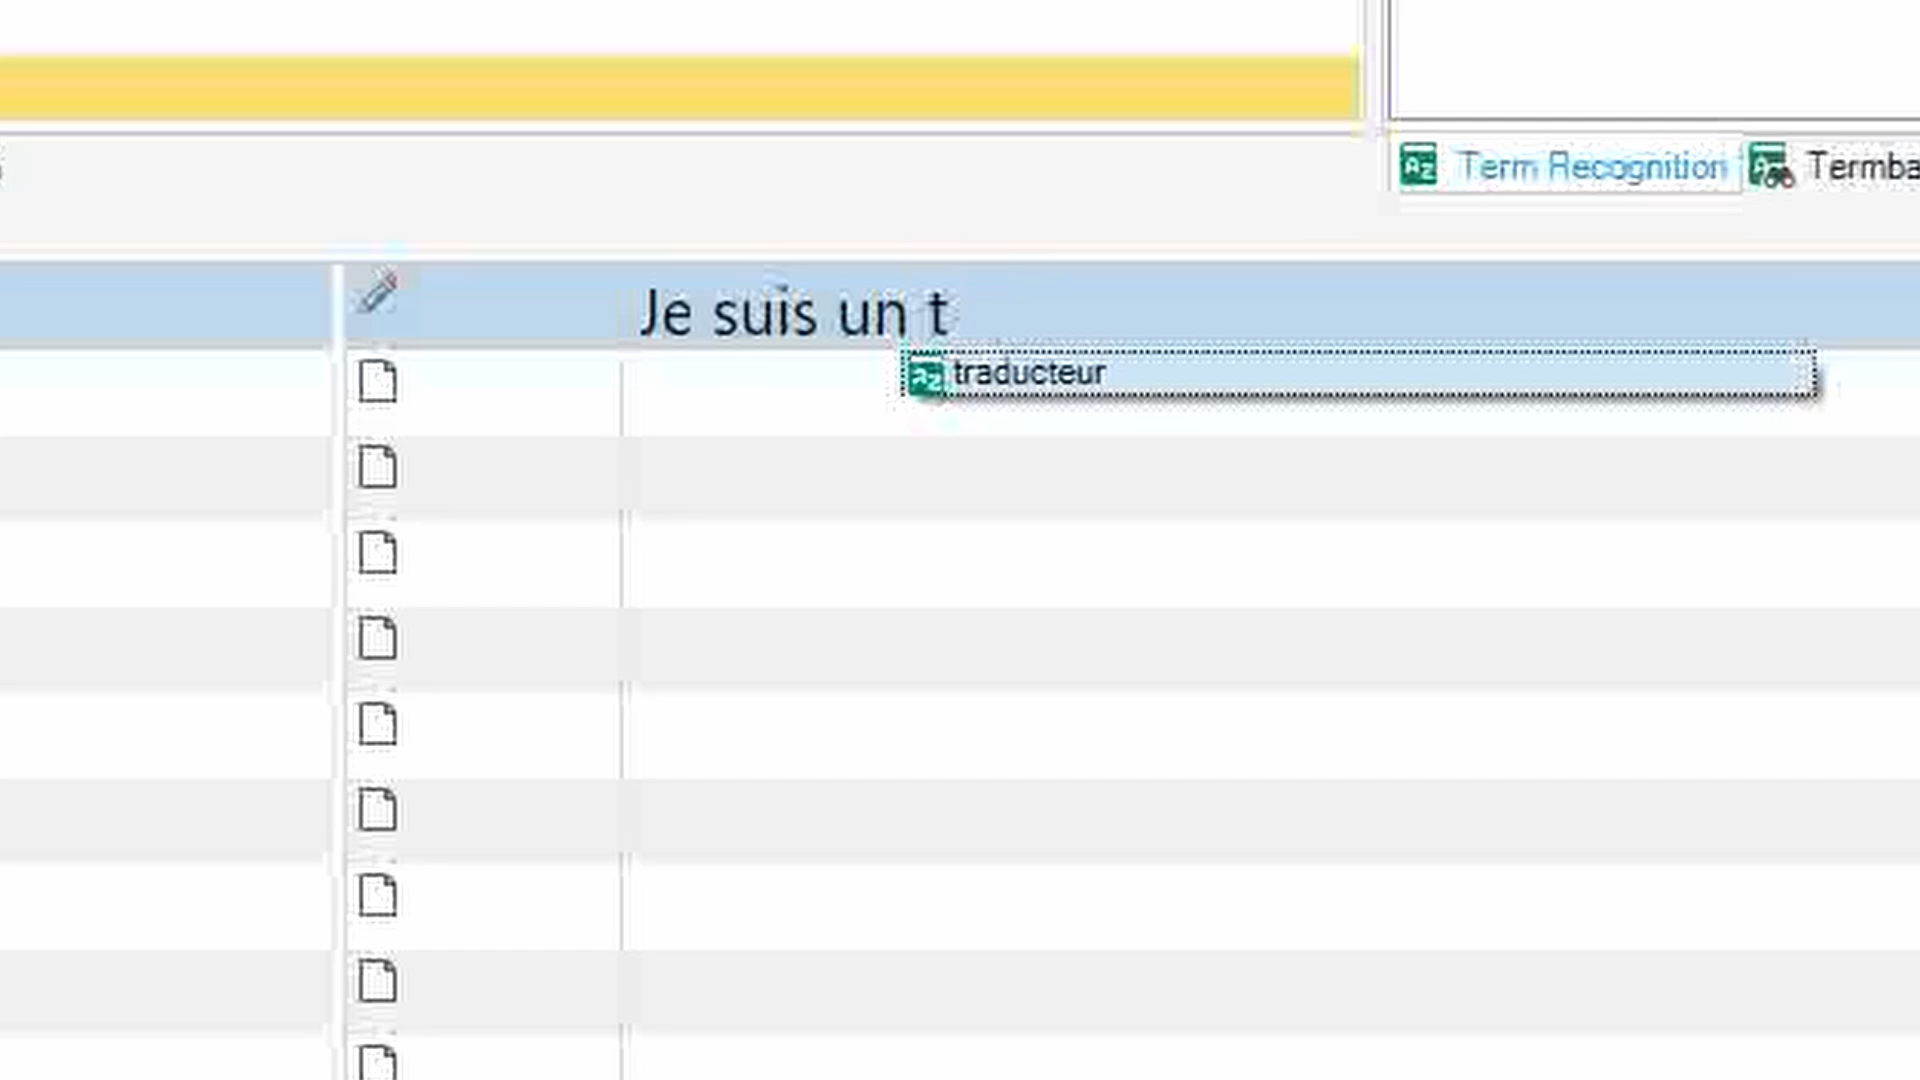 Term Recognition
Je suis un t
traducteur